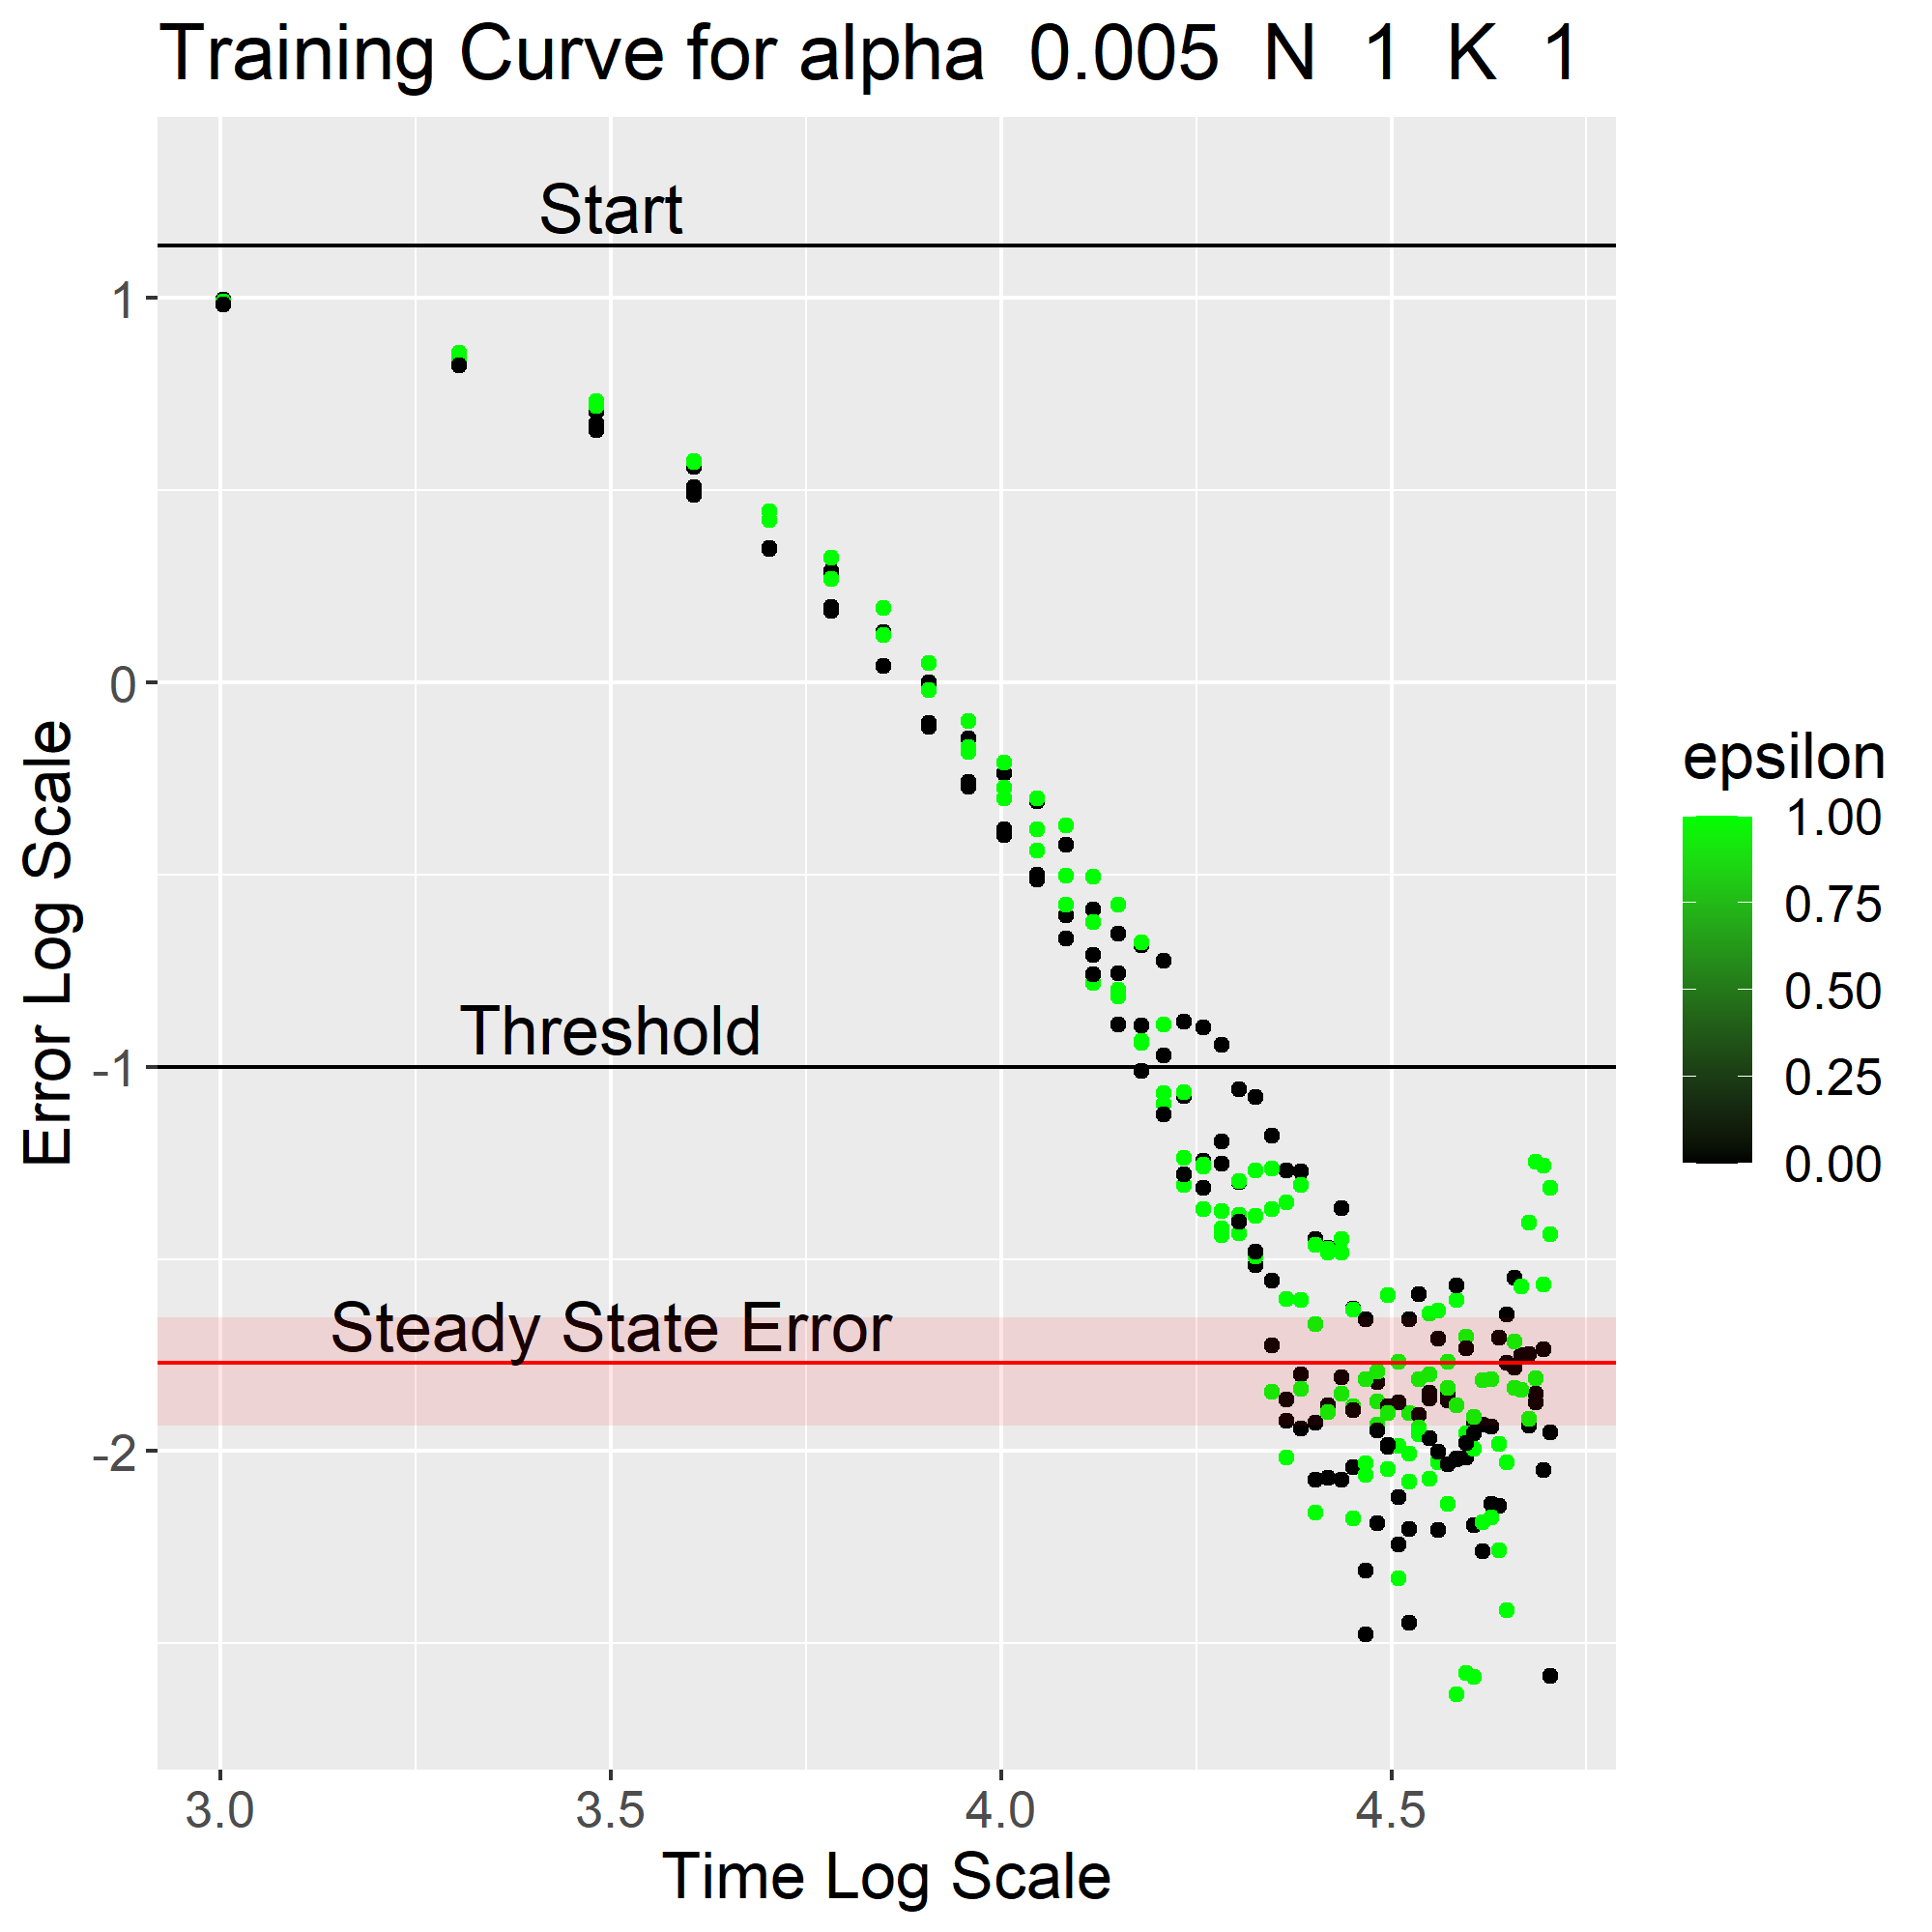 Training Curve for alpha  0.005  N  1  K  1
Start
Threshold
Steady State Error
1
0
-1
-2
Error Log Scale
3.0
3.5
4.0
4.5
Time Log Scale
epsilon
1.00
0.75
0.50
0.25
0.00